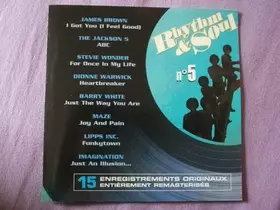 JAMES BROWN
I Got You (I Feel Good)
THE JACKSON 5
ABC
STEVIE WONDER
For Once In My Life
DIONNE WARWICK
Heartbreaker
BARRY WHITE
Just The Way You Are
MAZE
Joy And Pain
LIPPS INC.
Funkytown
IMAGINATION
Just An Illusion...
Rhythm
& Soul
n°5
15 ENREGISTREMENTS ORIGINAUX
ENTIÈREMENT REMASTERISÉS